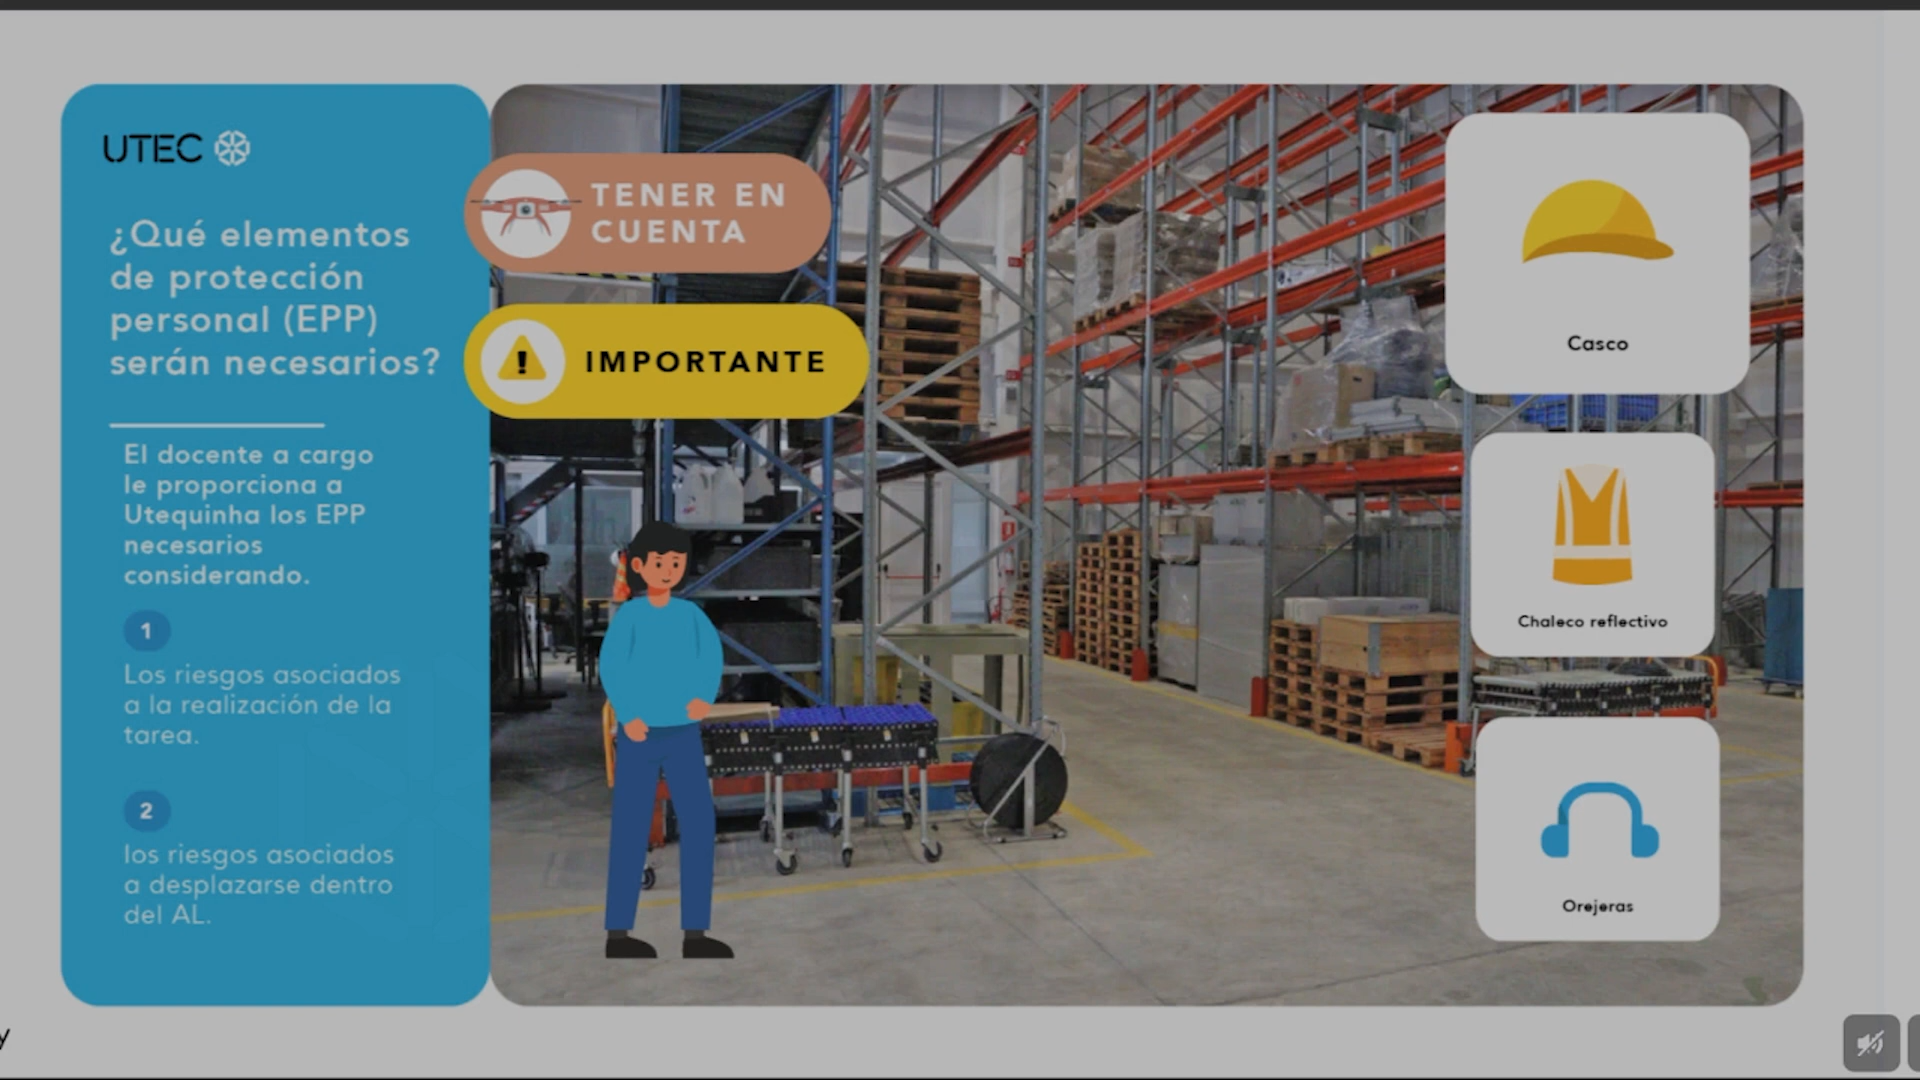 UTEC
¿Qué elementos
de protección
personal (EPP)
serán necesarios?
El docente a cargo
le proporciona a
Utequinha los EPP
necesarios
considerando.
1
Los riesgos asociados
a la realización de la
tarea.
2
los riesgos asociados
a desplazarse dentro
del AL.
TENER EN
CUENTA
IMPORTANTE
Casco
Chaleco reflectivo
Orejeras
y